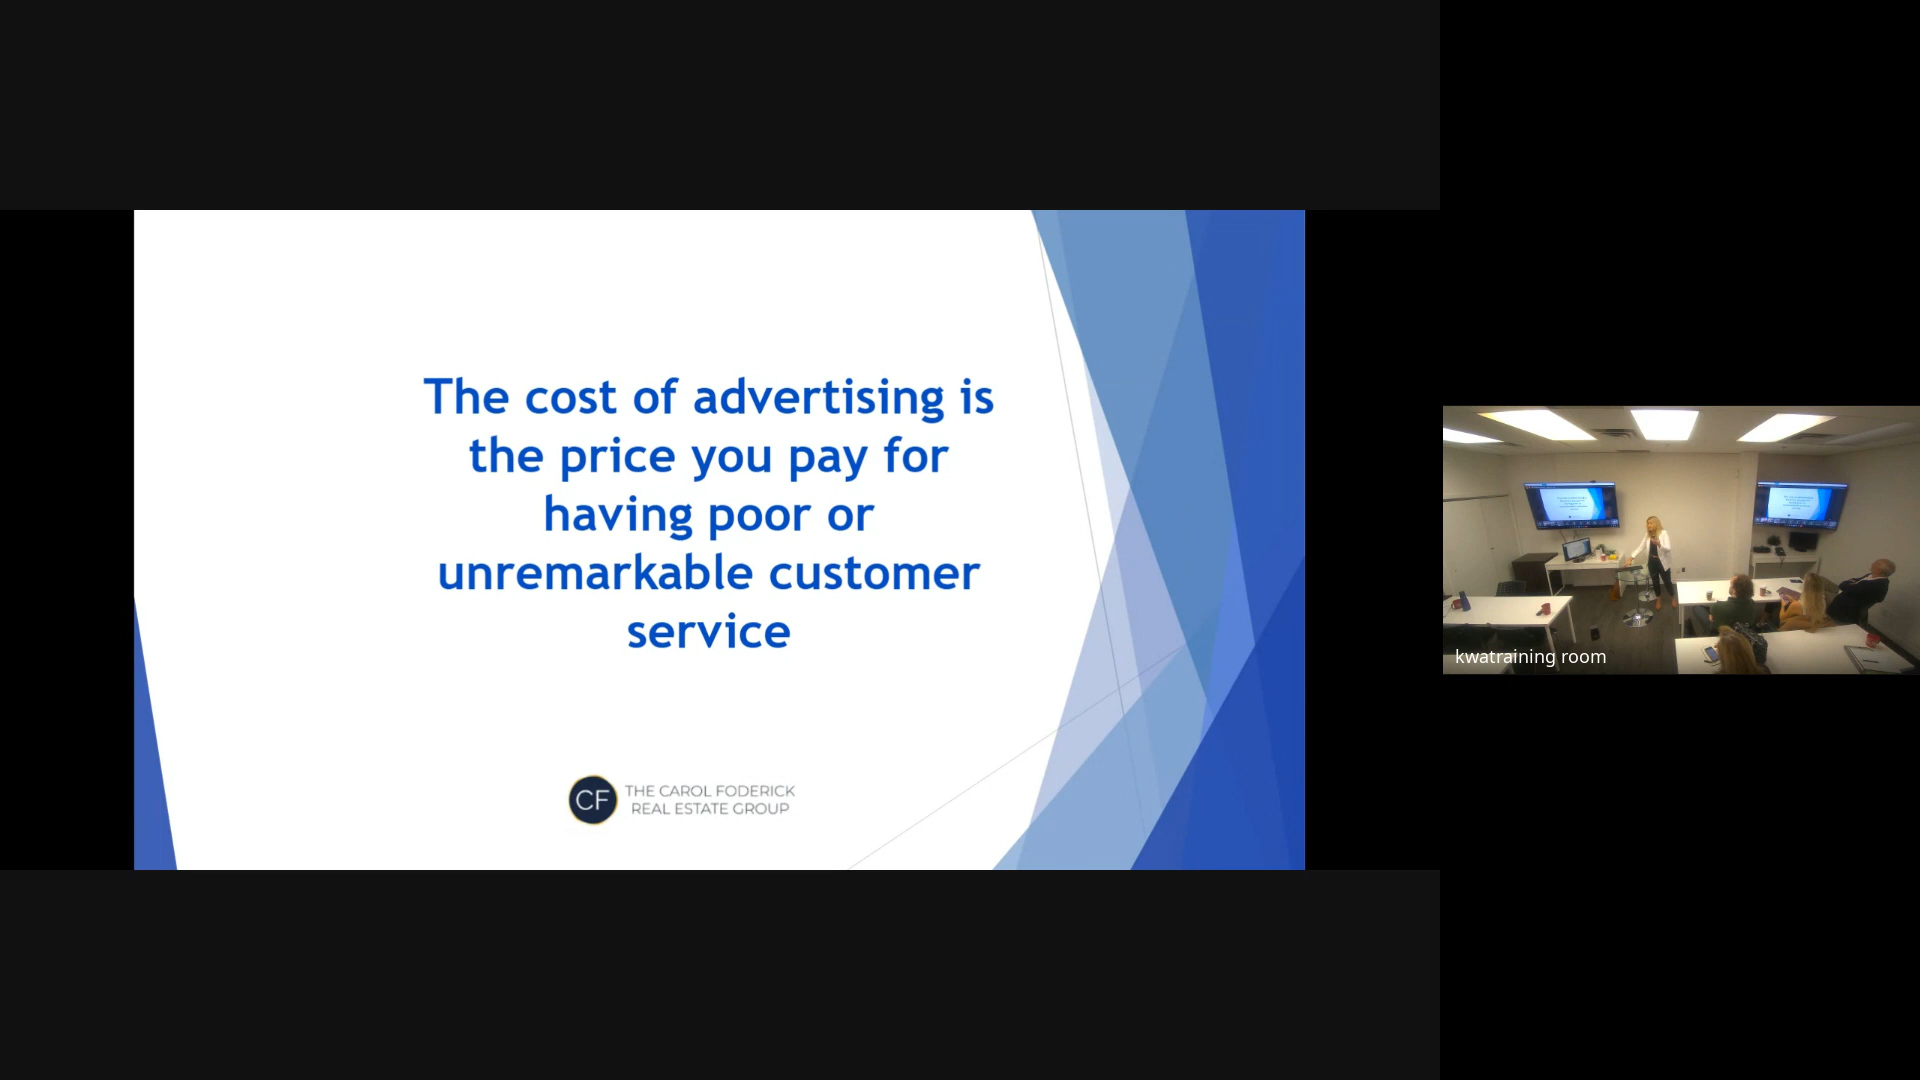 The cost of advertising is
the price you pay for
having poor or
unremarkable customer
service
CF
THE CAROL FODERICK
REAL ESTATE GROUP
kwatraining room